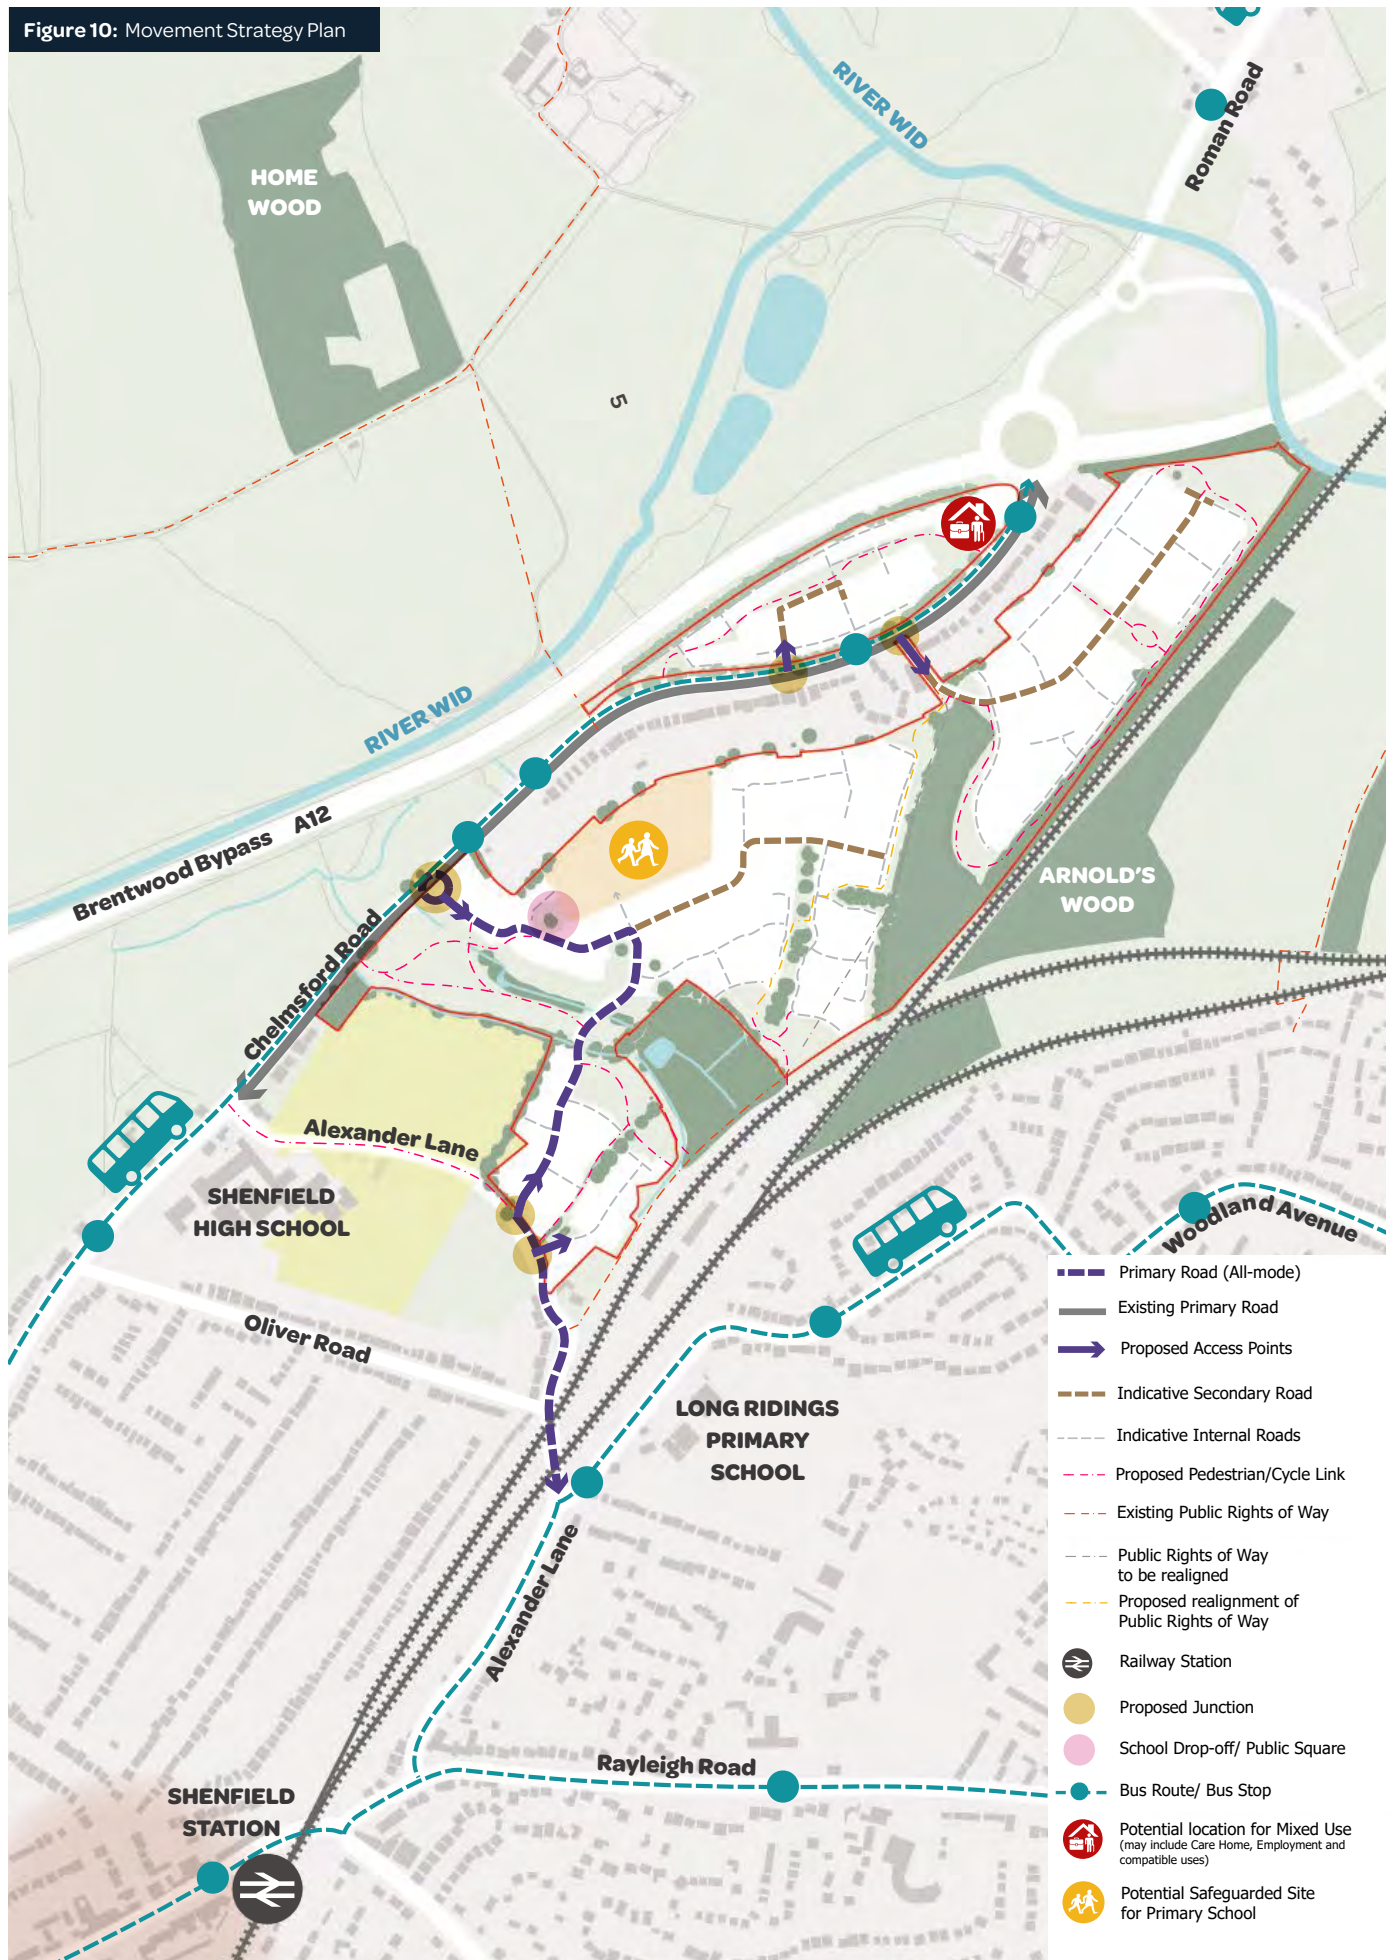 Figure 10: Movement Strategy Plan
RIVER WID
Roman Road
HOME
WOOD
5
RIVER WID
Brentwood Bypass A12
ARNOLD'S
WOOD
Chelmsford Road
Alexander Lane
SHENFIELD
HIGH SCHOOL
Woodland Avenue
Oliver Road
LONG RIDINGS
PRIMARY
SCHOOL
Alexander Lane
Rayleigh Road
SHENFIELD
STATION
Primary Road (All-mode)
Existing Primary Road
Proposed Access Points
Indicative Secondary Road
Indicative Internal Roads
Proposed Pedestrian/Cycle Link
Existing Public Rights of Way
Public Rights of Way
to be realigned
Proposed realignment of
Public Rights of Way
Railway Station
Proposed Junction
School Drop-off/ Public Square
Bus Route/ Bus Stop
Potential location for Mixed Use
(may include Care Home, Employment and
compatible uses)
Potential Safeguarded Site
for Primary School